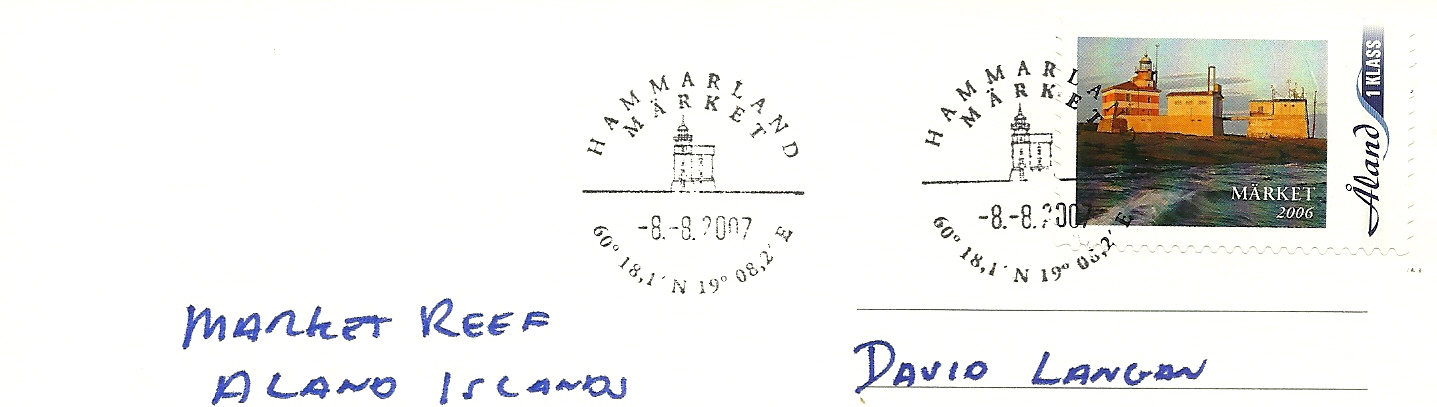 HAMMARLAND
MÄRKET
-8.-8.2007
60° 18,1' N 19° 08,2' E
HAMMARLAND
MÄRKET
-8.-8.2007
60° 18,1' N 19° 08,2' E
MÄRKET
2006
Åland
1 KLASS
MARKET REEF
ALAND ISLANDS
DAVID LANGAN